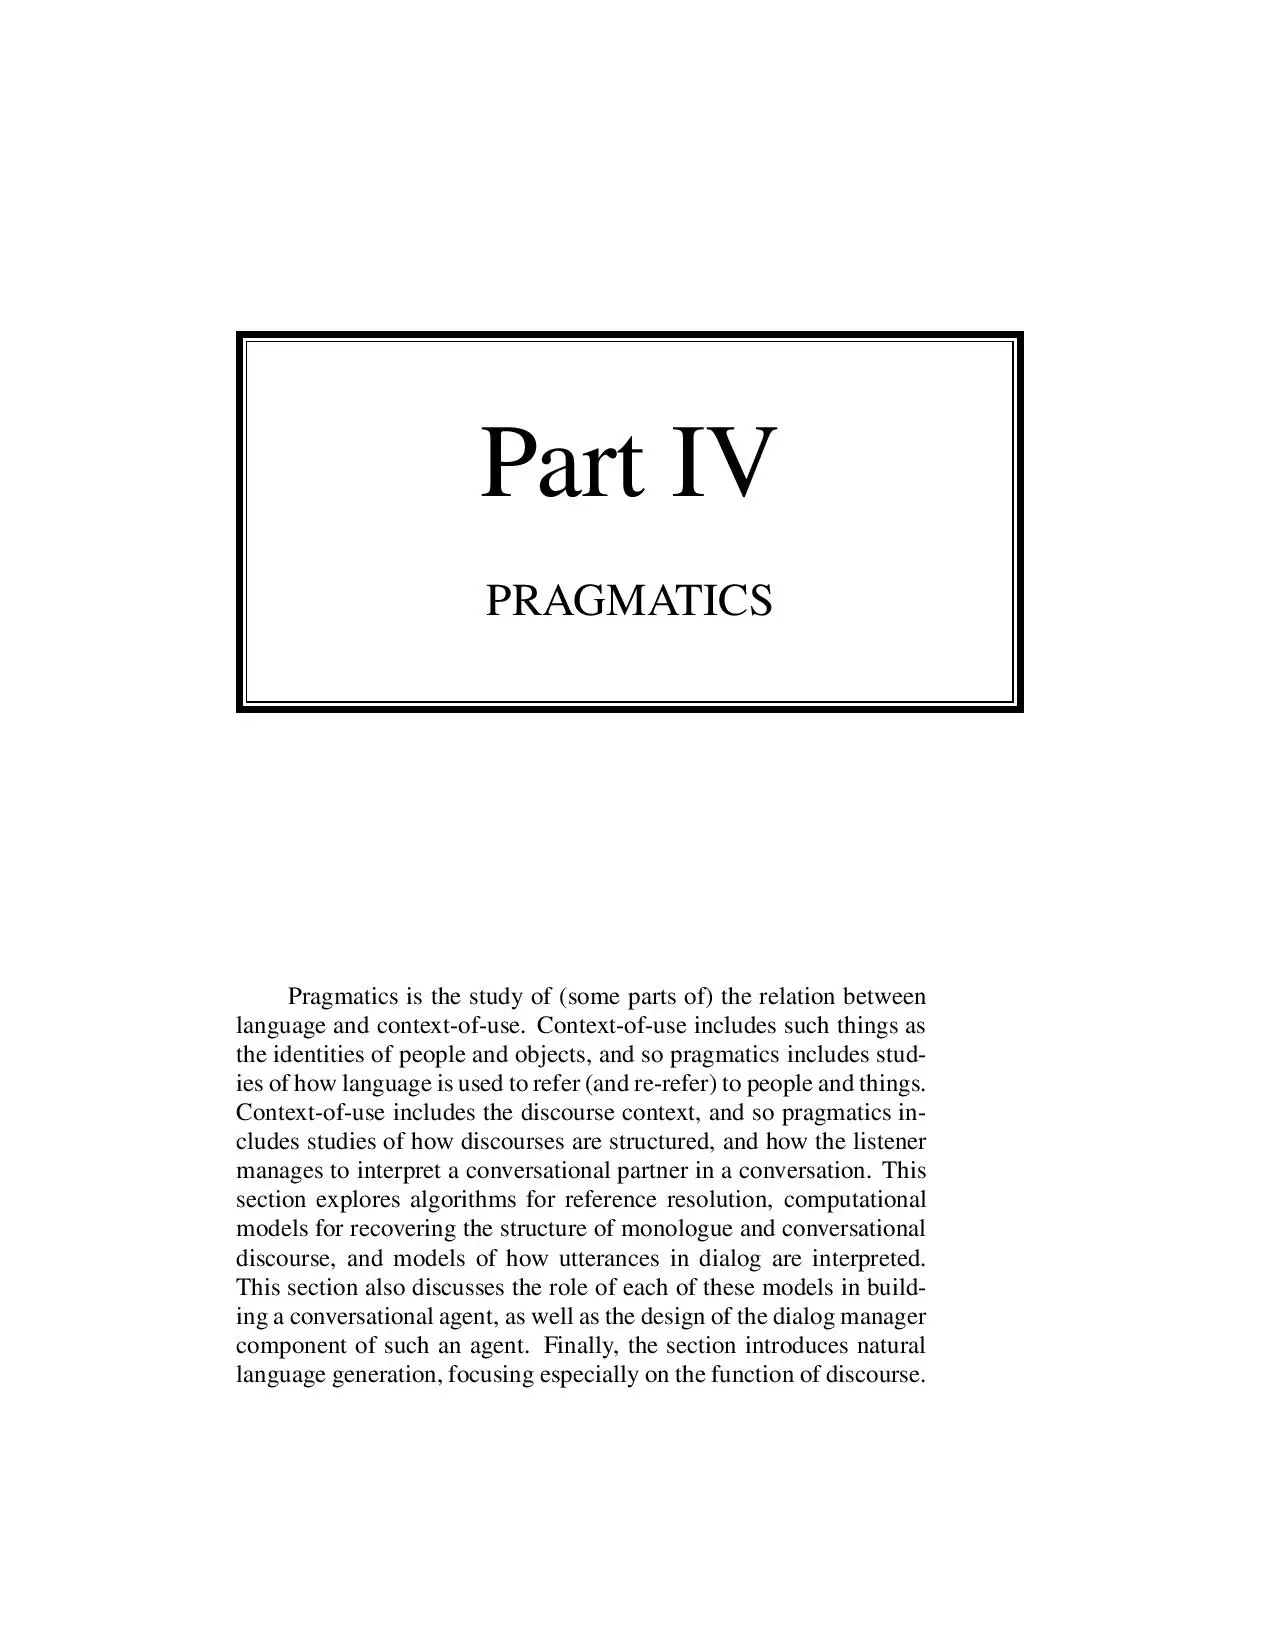 Part IV
PRAGMATICS
Pragmatics is the study of (some parts of) the relation between
language and context-of-use. Context-of-use includes such things as
the identities of people and objects, and so pragmatics includes stud-
ies of how language is used to refer (and re-refer) to people and things.
Context-of-use includes the discourse context, and so pragmatics in-
cludes studies of how discourses are structured, and how the listener
manages to interpret a conversational partner in a conversation. This
section explores algorithms for reference resolution, computational
models for recovering the structure of monologue and conversational
discourse, and models of how utterances in dialog are interpreted.
This section also discusses the role of each of these models in build-
ing a conversational agent, as well as the design of the dialog manager
component of such an agent. Finally, the section introduces natural
language generation, focusing especially on the function of discourse.